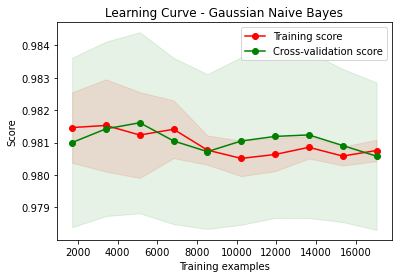 Learning Curve - Gaussian Naive Bayes
Training score
Cross-validation score
Score
0.984
0.983
0.982
0.981
0.980
0.979
2000 4000 6000 8000 10000 12000 14000 16000
Training examples